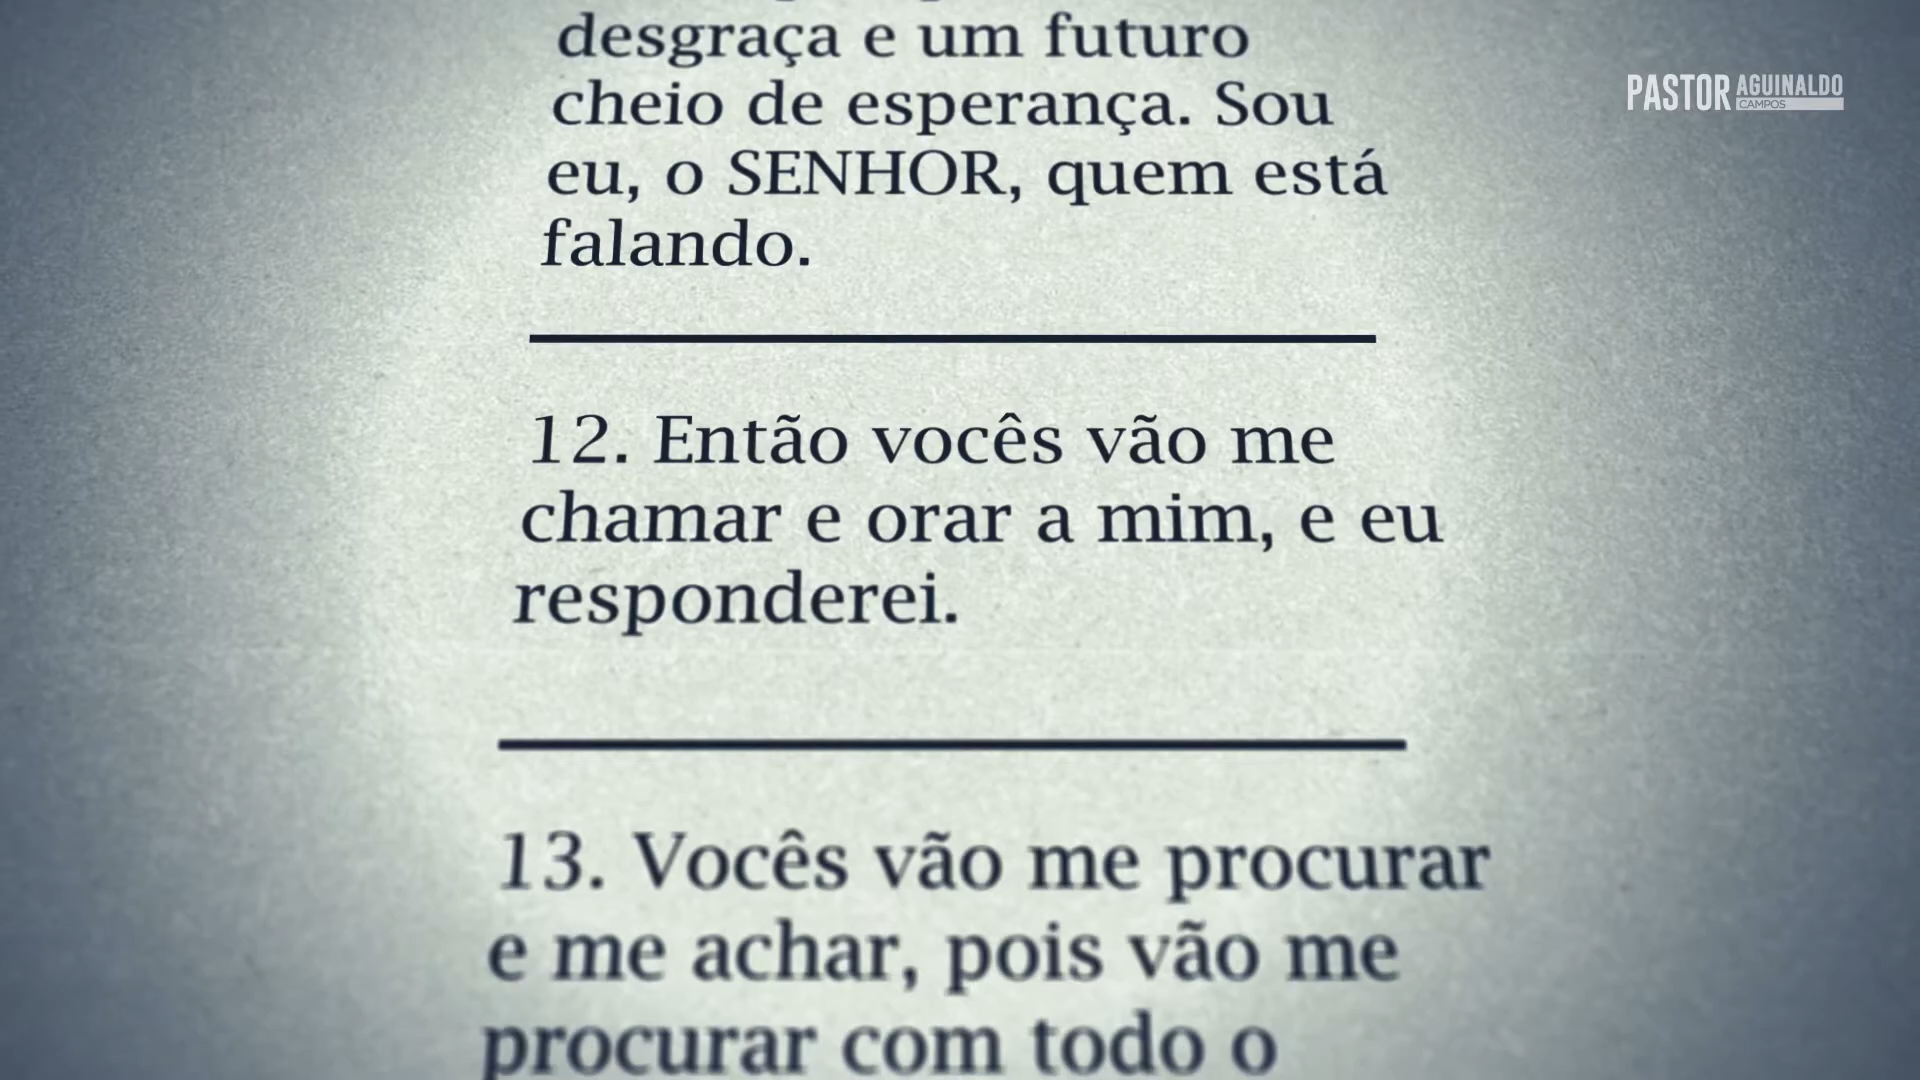 desgraça e um futuro
cheio de esperança. Sou
eu, o SENHOR, quem está
falando.
12. Então vocês vão me
chamar e orar a mim, e eu
responderei.
13. Vocês vão me procurar
e me achar, pois vão me
procurar com todo o
PASTOR AGUINALDO
CAMPOS